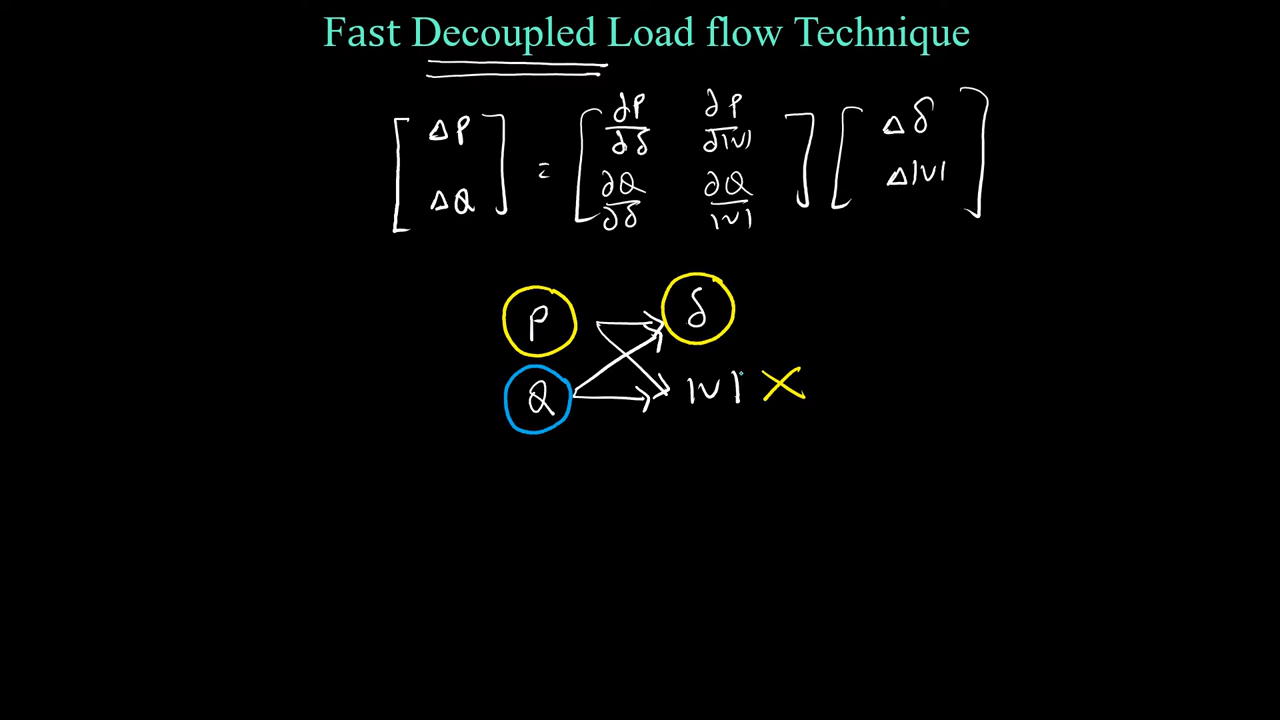 Fast Decoupled Load flow Technique
[ΔP ΔQ] = [∂P/∂δ ∂P/∂|V| ∂Q/∂δ ∂Q/|V|] [Δδ Δ|V|]
P δ
Q |V| X